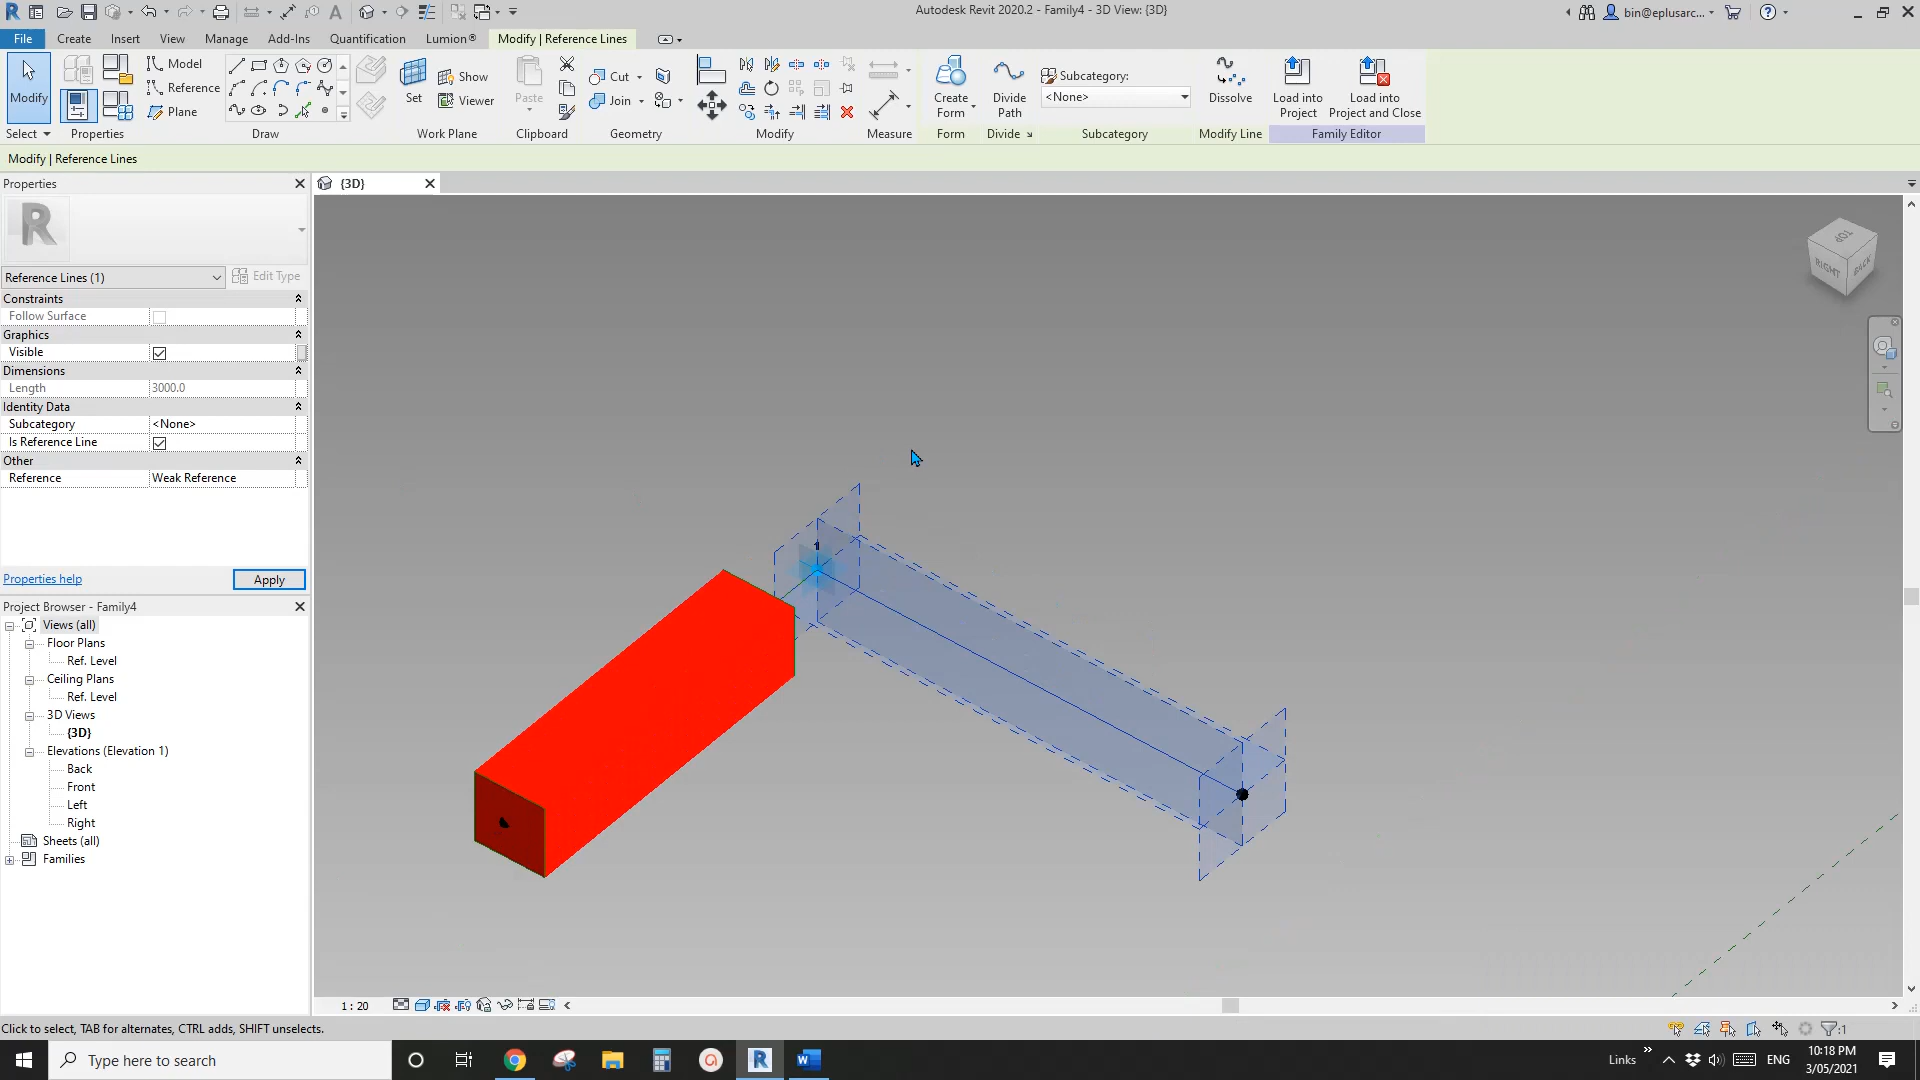 Autodesk Revit 2020.2 - Family4 - 3D View: {3D}
bin@eplusarc...
File Create Insert View Manage Add-Ins Quantification Lumion® Modify | Reference Lines
Modify
Select
Properties
Model
Reference
Plane
Draw
Set
Show
Viewer
Work Plane
Paste
Clipboard
Cut
Join
Geometry
Modify
Measure
Create
Form
Form
Divide
Path
Divide
Subcategory:
<None>
Subcategory
Dissolve
Modify Line
Load into
Project
Load into
Project and Close
Family Editor
Modify | Reference Lines
Properties
R
Reference Lines (1)
Edit Type
Constraints
Follow Surface
Graphics
Visible
Dimensions
Length 3000.0
Identity Data
Subcategory <None>
Is Reference Line
Other
Reference Weak Reference
Properties help
Apply
Project Browser - Family4
Views (all)
Floor Plans
Ref. Level
Ceiling Plans
Ref. Level
3D Views
{3D}
Elevations (Elevation 1)
Back
Front
Left
Right
Sheets (all)
Families
{3D}
TOP
RIGHT
BACK
1
1 : 20
Click to select, TAB for alternates, CTRL adds, SHIFT unselects.
:1
Type here to search
Links
ENG
10:18 PM
3/05/2021